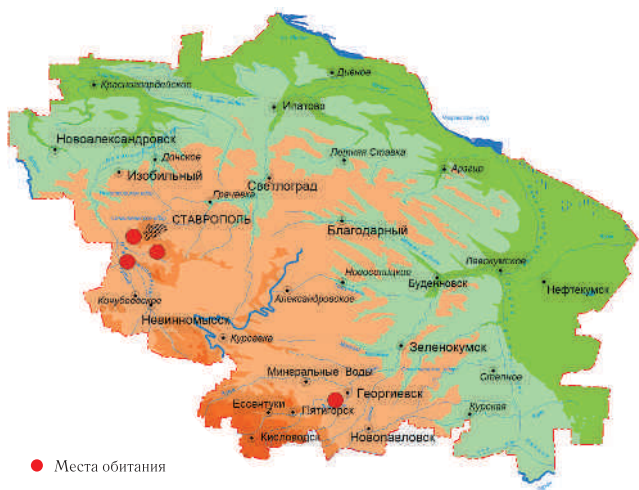 Дивное
Красногвардейское
Ипатово
Новоалександровск
Донское
Летняя Ставка
Арзгир
Изобильный
Светлоград
Грачёвка
СТАВРОПОЛЬ
Благодарный
Левокумское
Новоселицкое
Буденновск
Нефтекумск
Кочубеевское
Александровское
Невинномысск
Курсавка
Зеленокумск
Минеральные Воды
Степное
Георгиевск
Ессентуки
Пятигорск
Курская
Кисловодск
Новопавловск
Места обитания